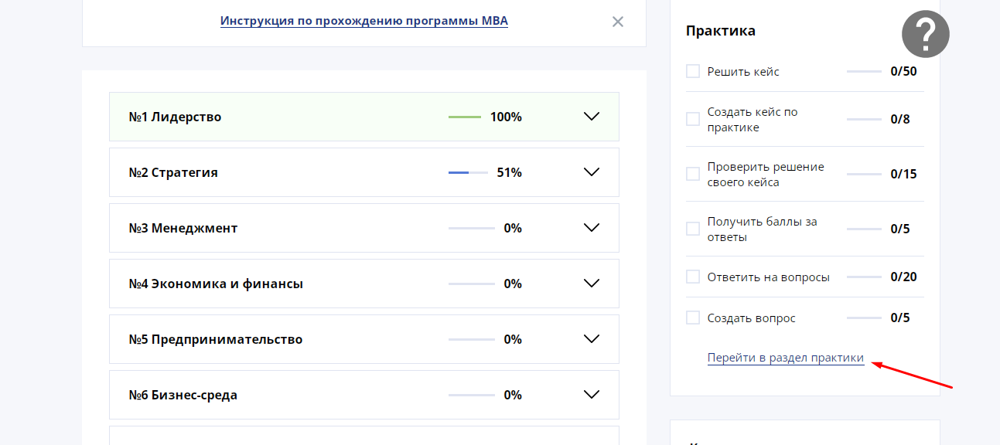 Инструкция по прохождению программы MBA
№1 Лидерство 100%
№2 Стратегия 51%
№3 Менеджмент 0%
№4 Экономика и финансы 0%
№5 Предпринимательство 0%
№6 Бизнес-среда 0%
Практика
?
Решить кейс 0/50
Создать кейс по
практике 0/8
Проверить решение
своего кейса 0/15
Получить баллы за
ответы 0/5
Ответить на вопросы 0/20
Создать вопрос 0/5
Перейти в раздел практики